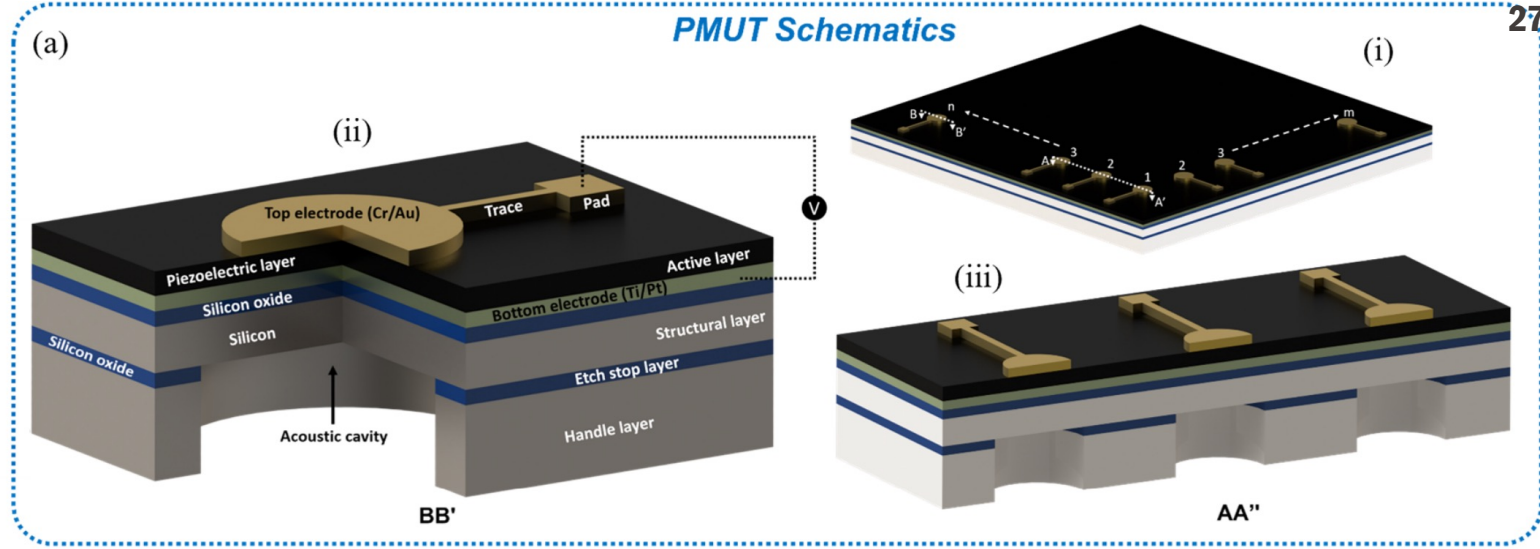 PMUT Schematics
27
(a)
(i)
(ii)
B
n
B'
A
3
2
1
A'
2
3
m
V
Top electrode (Cr/Au)
Trace
Pad
Piezoelectric layer
Active layer
Silicon oxide
Bottom electrode (Ti/Pt)
Silicon
Structural layer
Silicon oxide
Etch stop layer
Acoustic cavity
Handle layer
BB'
(iii)
AA''